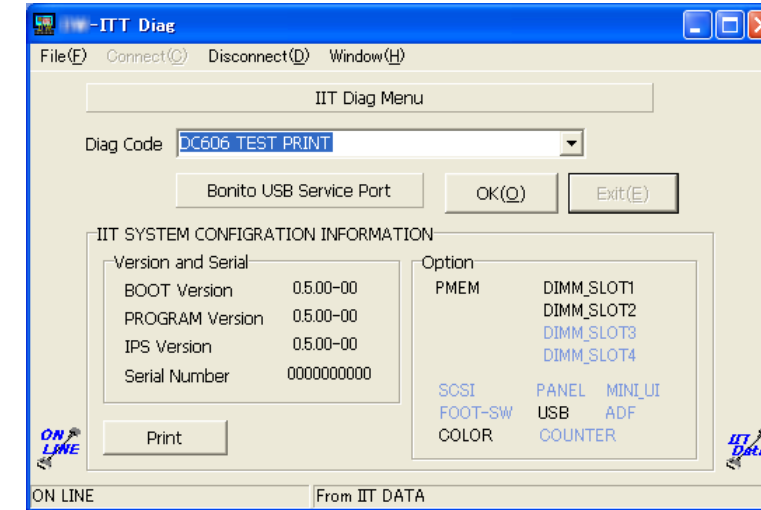 -ITT Diag
File(F) Connect(C) Disconnect(D) Window(H)
IIT Diag Menu
Diag Code DC606 TEST PRINT
Bonito USB Service Port OK(O) Exit(E)
IIT SYSTEM CONFIGRATION INFORMATION
Version and Serial
BOOT Version 0.5.00-00
PROGRAM Version 0.5.00-00
IPS Version 0.5.00-00
Serial Number 0000000000
Print
Option
PMEM DIMM_SLOT1
DIMM_SLOT2
DIMM_SLOT3
DIMM_SLOT4
SCSI PANEL MINI_UI
FOOT-SW USB ADF
COLOR COUNTER
ON LINE
IIT
ON LINE From IIT DATA